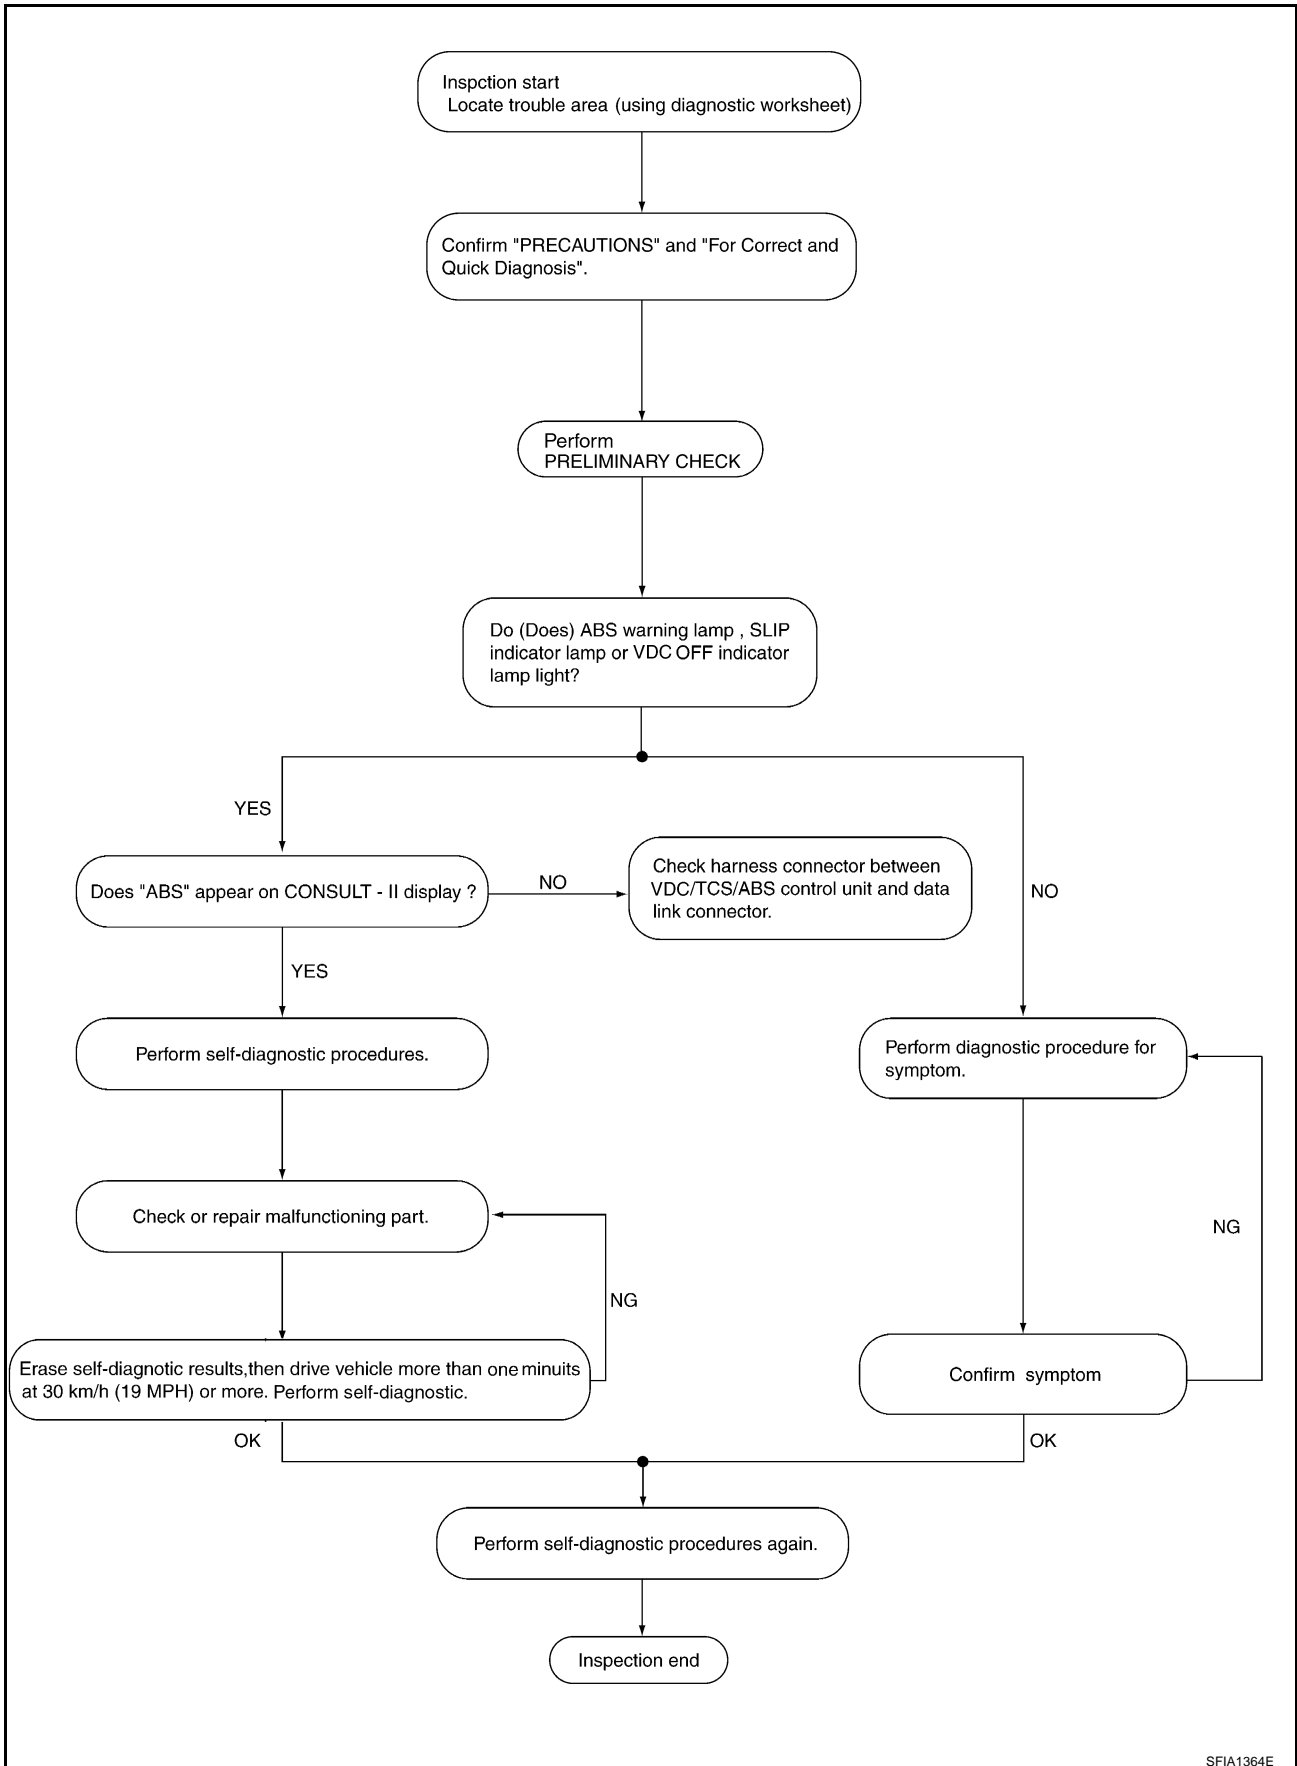 Inspction start
Locate trouble area (using diagnostic worksheet)
Confirm "PRECAUTIONS" and "For Correct and
Quick Diagnosis".
Perform
PRELIMINARY CHECK
Do (Does) ABS warning lamp , SLIP
indicator lamp or VDC OFF indicator
lamp light?
YES
NO
Does "ABS" appear on CONSULT - II display ?
NO
Check harness connector between
VDC/TCS/ABS control unit and data
link connector.
YES
Perform self-diagnostic procedures.
Perform diagnostic procedure for
symptom.
Check or repair malfunctioning part.
NG
NG
Erase self-diagnotic results,then drive vehicle more than one minuits
at 30 km/h (19 MPH) or more. Perform self-diagnostic.
Confirm symptom
OK
OK
Perform self-diagnostic procedures again.
Inspection end
SFIA1364E